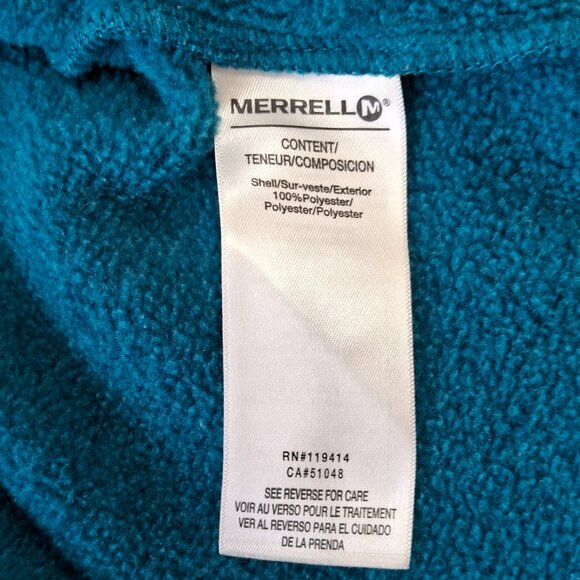 MERRELL M®
CONTENT/
TENEUR/COMPOSICION
Shell/Sur-veste/Exterior
100%Polyester/
Polyester/Polyester
RN#119414
CA#51048
SEE REVERSE FOR CARE
VOIR AU VERSO POUR LE TRAITEMENT
VER AL REVERSO PARA EL CUIDADO
DE LA PRENDA